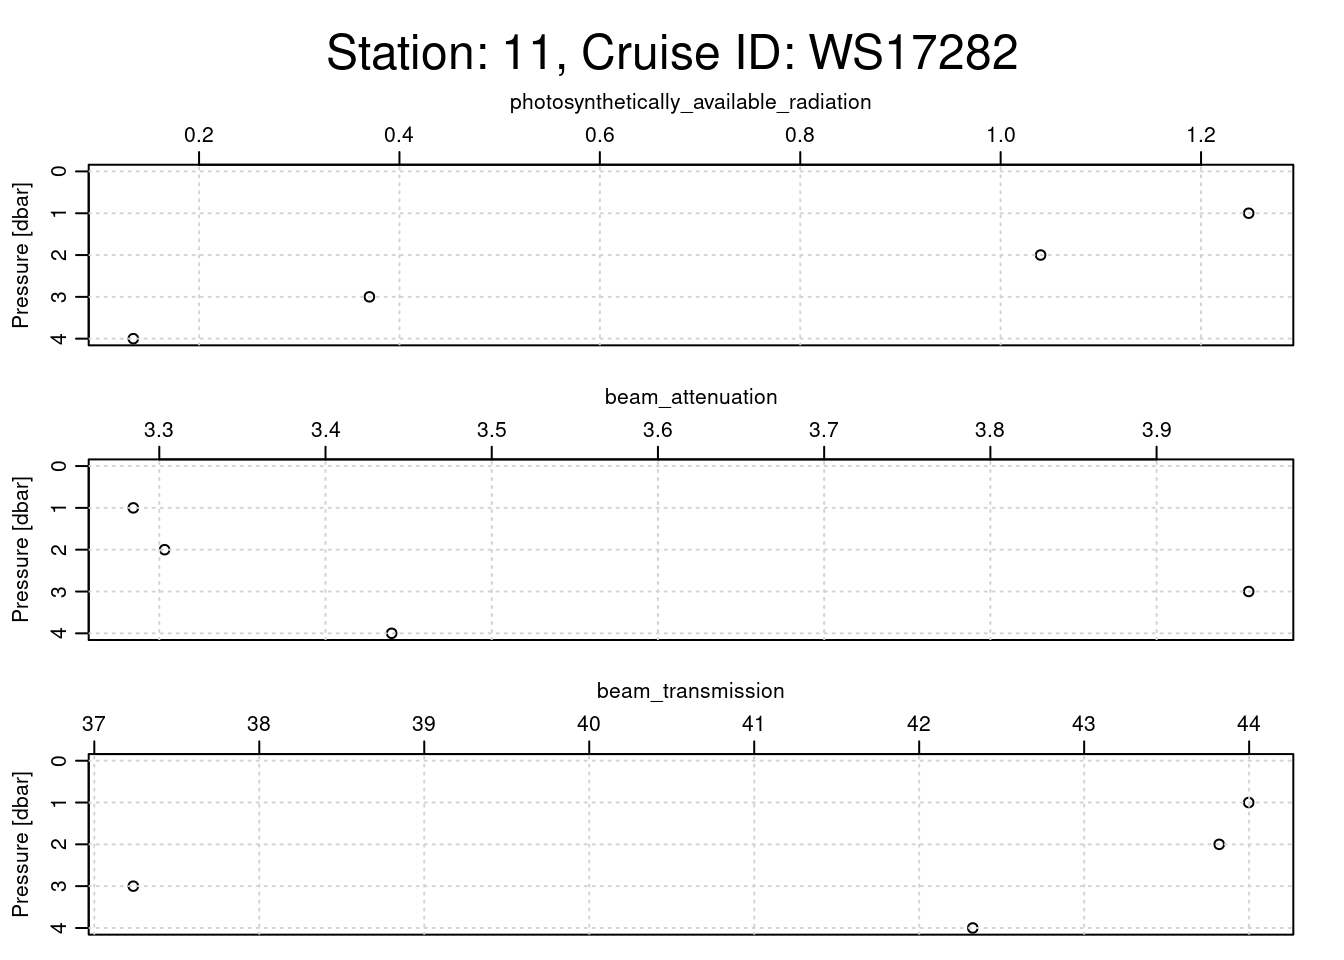 Station: 11, Cruise ID: WS17282
photosynthetically_available_radiation
0.2 0.4 0.6 0.8 1.0 1.2
Pressure [dbar]
0
1
2
3
4
beam_attenuation
3.3 3.4 3.5 3.6 3.7 3.8 3.9
Pressure [dbar]
0
1
2
3
4
beam_transmission
37 38 39 40 41 42 43 44
Pressure [dbar]
0
1
2
3
4